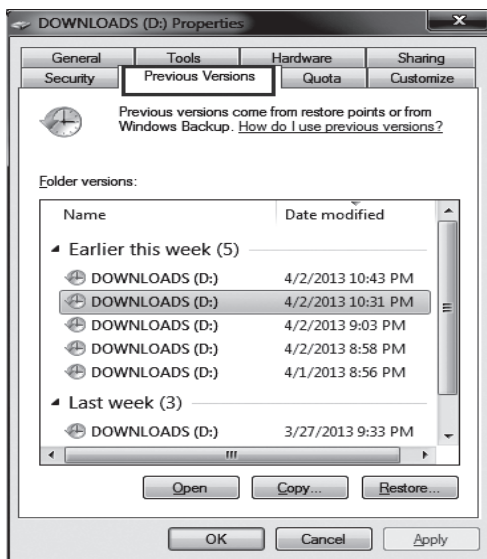 DOWNLOADS (D:) Properties
x
General Tools Hardware Sharing
Security Previous Versions Quota Customize
Previous versions come from restore points or from
Windows Backup. How do I use previous versions?
Folder versions:
Name Date modified
Earlier this week (5)
DOWNLOADS (D:) 4/2/2013 10:43 PM
DOWNLOADS (D:) 4/2/2013 10:31 PM
DOWNLOADS (D:) 4/2/2013 9:03 PM
DOWNLOADS (D:) 4/2/2013 8:58 PM
DOWNLOADS (D:) 4/1/2013 8:56 PM
Last week (3)
DOWNLOADS (D:) 3/27/2013 9:33 PM
Open Copy... Restore...
OK Cancel Apply